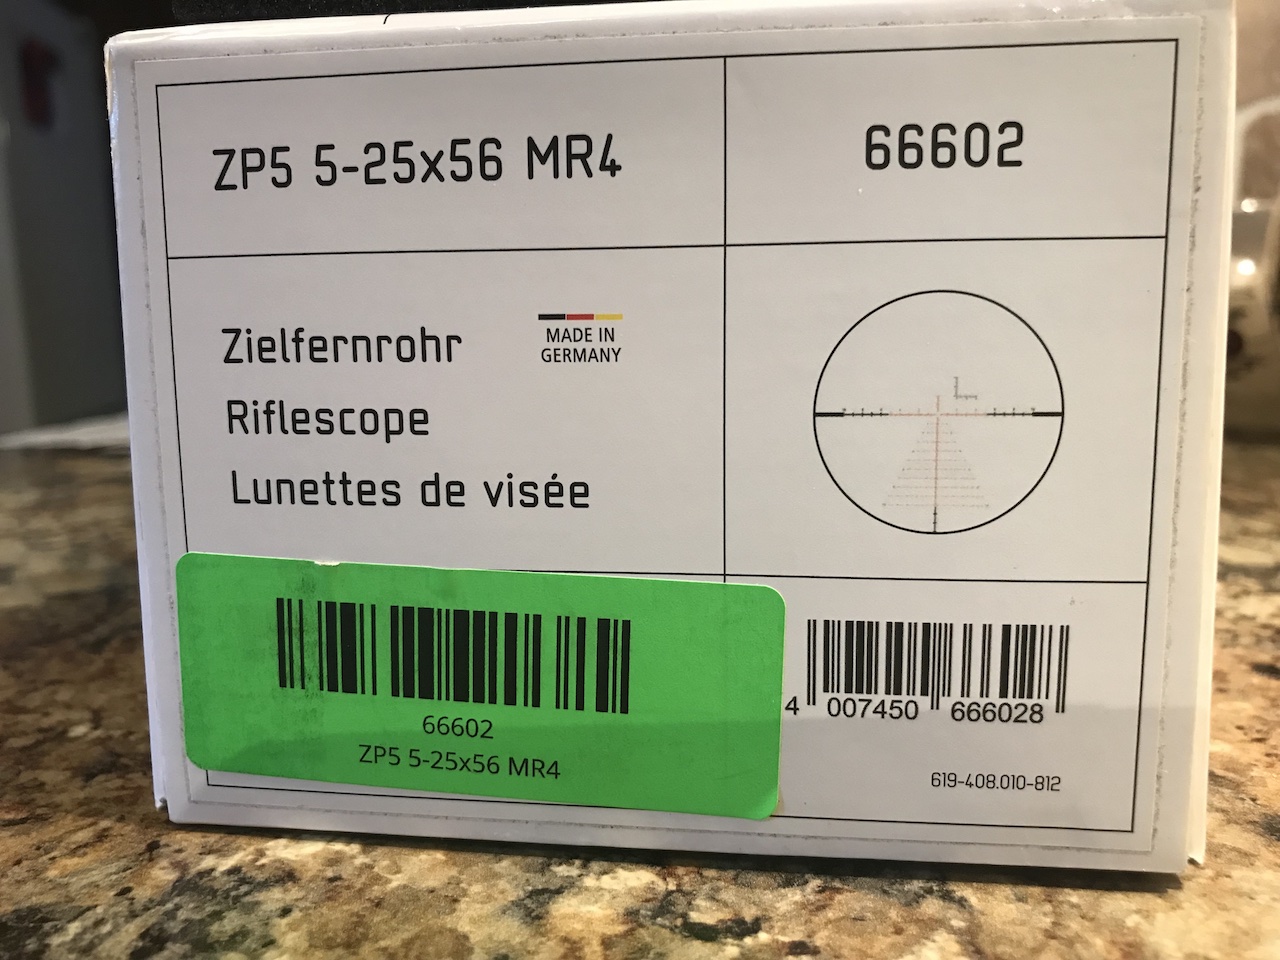 ZP5 5-25x56 MR4
66602
Zielfernrohr
MADE IN
GERMANY
Riflescope
Lunettes de visée
66602
ZP5 5-25x56 MR4
4 007450 666028
619-408.010-812